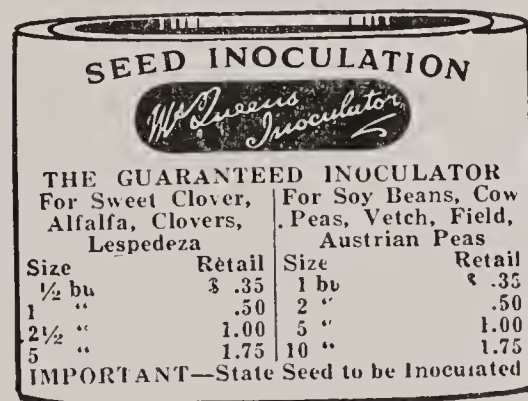 SEED INOCULATION
McQueens
Inoculator
THE GUARANTEED INOCULATOR
For Sweet Clover,
Alfalfa, Clovers,
Lespedeza
Size Retail
½ bu $ .35
1 “ .50
2½ “ 1.00
5 “ 1.75
For Soy Beans, Cow
Peas, Vetch, Field,
Austrian Peas
Size Retail
1 bu $ .35
2 “ .50
5 “ 1.00
10 “ 1.75
IMPORTANT—State Seed to be Inoculated